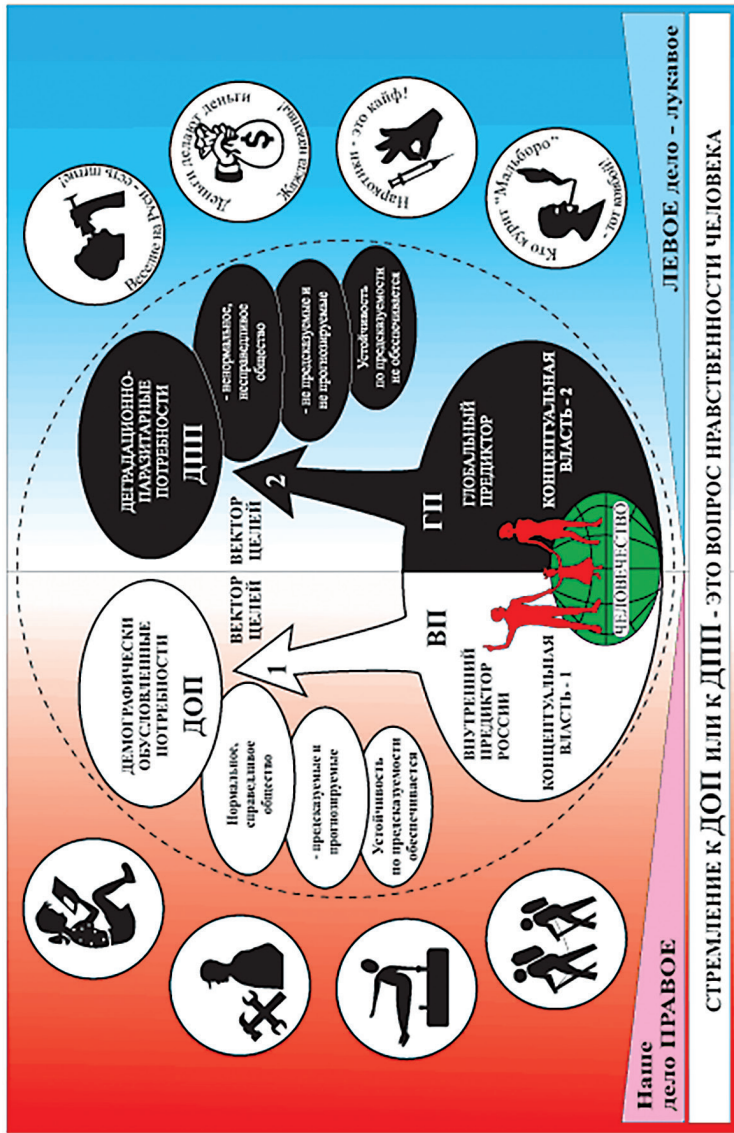 ДЕМОГРАФИЧЕСКИ
ОБУСЛОВЛЕННЫЕ
ПОТРЕБНОСТИ
ДОП
Нормальное,
справедливое
общество
- предсказуемые и
прогнозируемые
Устойчивость
по предсказуемости
обеспечивается
ВЕКТОР
ЦЕЛЕЙ
1
ВП
ВНУТРЕННИЙ
ПРЕДИКТОР
РОССИИ
КОНЦЕПТУАЛЬНАЯ
ВЛАСТЬ - 1
ДЕГРАДАЦИОННО-
ПАРАЗИТАРНЫЕ
ПОТРЕБНОСТИ
ДПП
- ненормальное,
несправедливое
общество
- не предсказуемые и
не прогнозируемые
Устойчивость
по предсказуемости
не обеспечивается
ВЕКТОР
ЦЕЛЕЙ
2
ГП
ГЛОБАЛЬНЫЙ
ПРЕДИКТОР
КОНЦЕПТУАЛЬНАЯ
ВЛАСТЬ - 2
ЧЕЛОВЕЧЕСТВО
Веселие на Руси - есть питие!
Деньги делают деньги
$
Жажда наживы!
Наркотик - это кайф!
Кто курит "Мальборо"
- тот ковбой!
Наше
дело ПРАВОЕ
ЛЕВОЕ дело - лукавое
СТРЕМЛЕНИЕ К ДОП ИЛИ К ДПП - ЭТО ВОПРОС НРАВСТВЕННОСТИ ЧЕЛОВЕКА